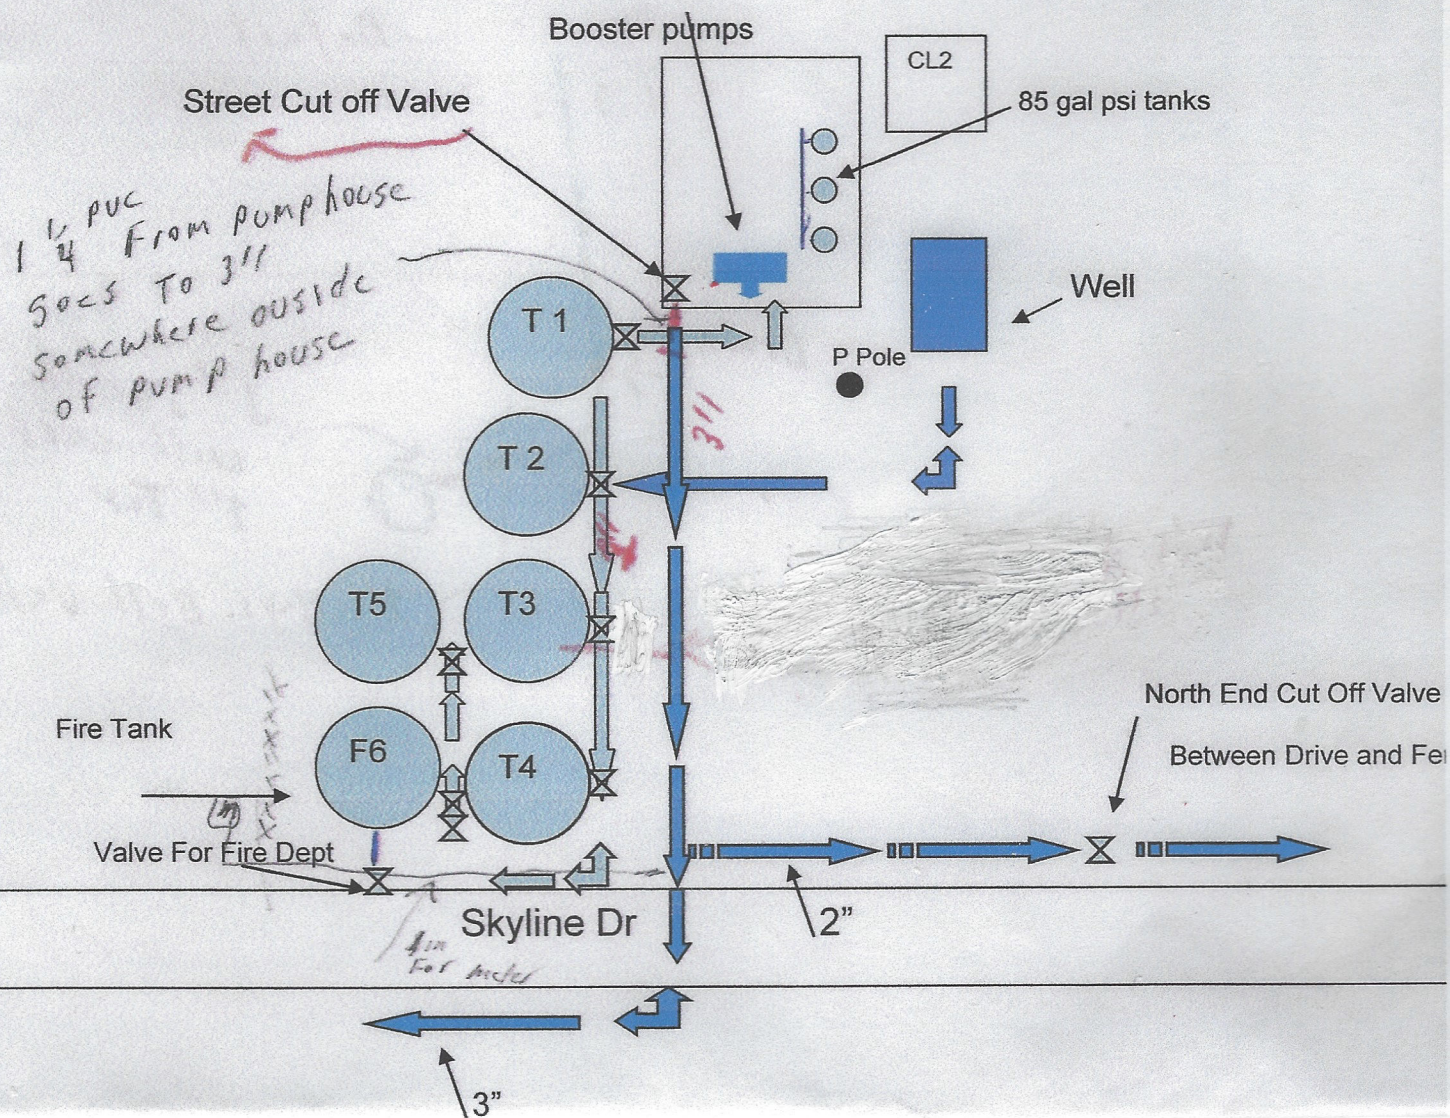 Booster pumps
CL2
Street Cut off Valve
85 gal psi tanks
1 1/4 PVC
From pumphouse
goes To 3"
somewhere ouside
of pump house
T 1
Well
P Pole
3"
T 2
T5
T3
North End Cut Off Valve
Fire Tank
F6
T4
Between Drive and Fe
Valve For Fire Dept
Skyline Dr
2"
1in
For meter
3"